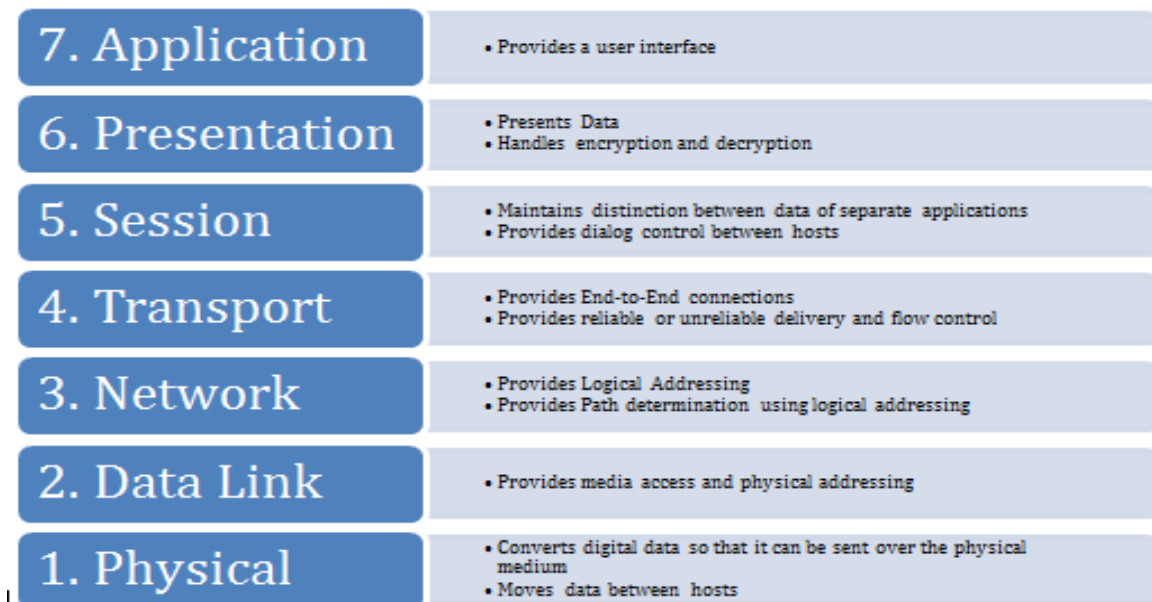 7. Application
• Provides a user interface
6. Presentation
• Presents Data
• Handles encryption and decryption
5. Session
• Maintains distinction between data of separate applications
• Provides dialog control between hosts
4. Transport
• Provides End-to-End connections
• Provides reliable or unreliable delivery and flow control
3. Network
• Provides Logical Addressing
• Provides Path determination using logical addressing
2. Data Link
• Provides media access and physical addressing
1. Physical
• Converts digital data so that it can be sent over the physical
medium
• Moves data between hosts